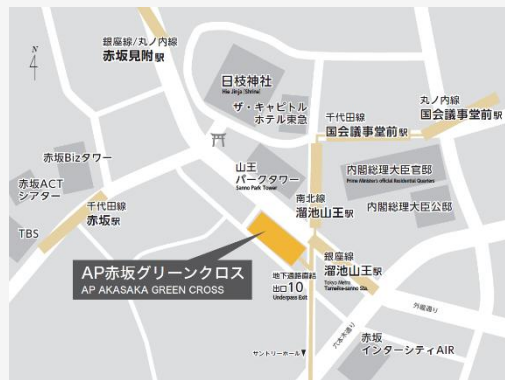 N
銀座線/丸ノ内線
赤坂見附駅
日枝神社
Hie Jinja Shrine
ザ・キャピトル
ホテル東急
丸ノ内線
国会議事堂前駅
千代田線
国会議事堂前駅
赤坂Bizタワー
山王
パークタワー
Sanno Park Tower
内閣総理大臣官邸
Prime Minister's official Residential Quarters
赤坂ACT
シアター
千代田線
赤坂駅
南北線
溜池山王駅
内閣総理大臣公邸
TBS
AP赤坂グリーンクロス
AP AKASAKA GREEN CROSS
地下通路直結
出口10
Underpass Exit
銀座線
溜池山王駅
Tokyo Metro
Tameike-sanno Sta.
外堀通り
六本木通り
サントリーホール▼
赤坂
インターシティAIR